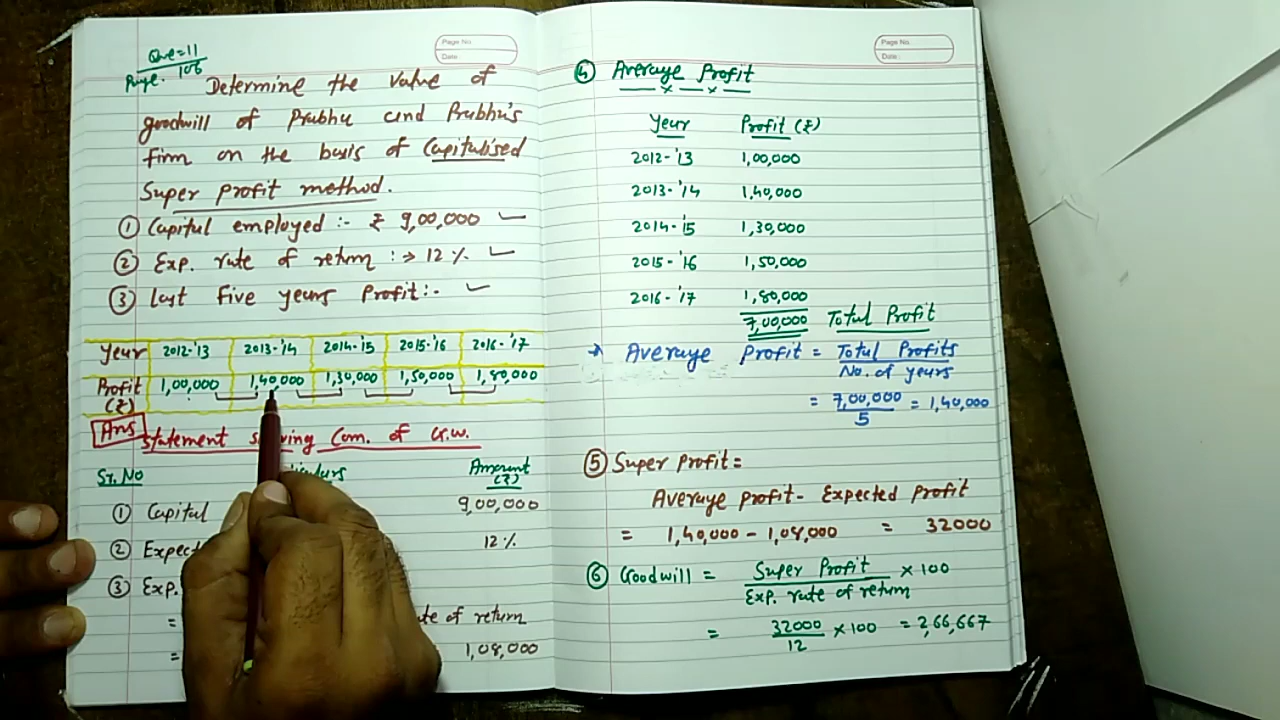 Que=11
Page. 106
Page No.
Date :
Determine the value of
goodwill of Prabhu and Prabhu's
firm on the basis of Capitalised
Super profit method.
① Capital employed :- ₹ 9,00,000
② Exp. rate of return :→ 12 %
③ Last five years Profit:-
Year 2012-'13 2013-'14 2014-'15 2015-'16 2016-'17
Profit 1,00,000 1,40,000 1,30,000 1,50,000 1,80,000
(₹)
Ans Statement Com. of G.W.
Sr.No Amount
(₹)
① Capital 9,00,000
② Expec 12 %
③ Exp.
= of return
= 1,08,000
Page No.
Date :
④ Average Profit
Year Profit (₹)
2012-'13 1,00,000
2013-'14 1,40,000
2014-'15 1,30,000
2015-'16 1,50,000
2016-'17 1,80,000
7,00,000 Total Profit
→ Average Profit = Total Profits
No. of years
= 7,00,000 = 1,40,000
5
⑤ Super Profit =
Average profit - Expected profit
= 1,40,000 - 1,08,000 = 32000
⑥ Goodwill = Super Profit × 100
Exp. rate of return
= 32000 × 100 = 2,66,667
12